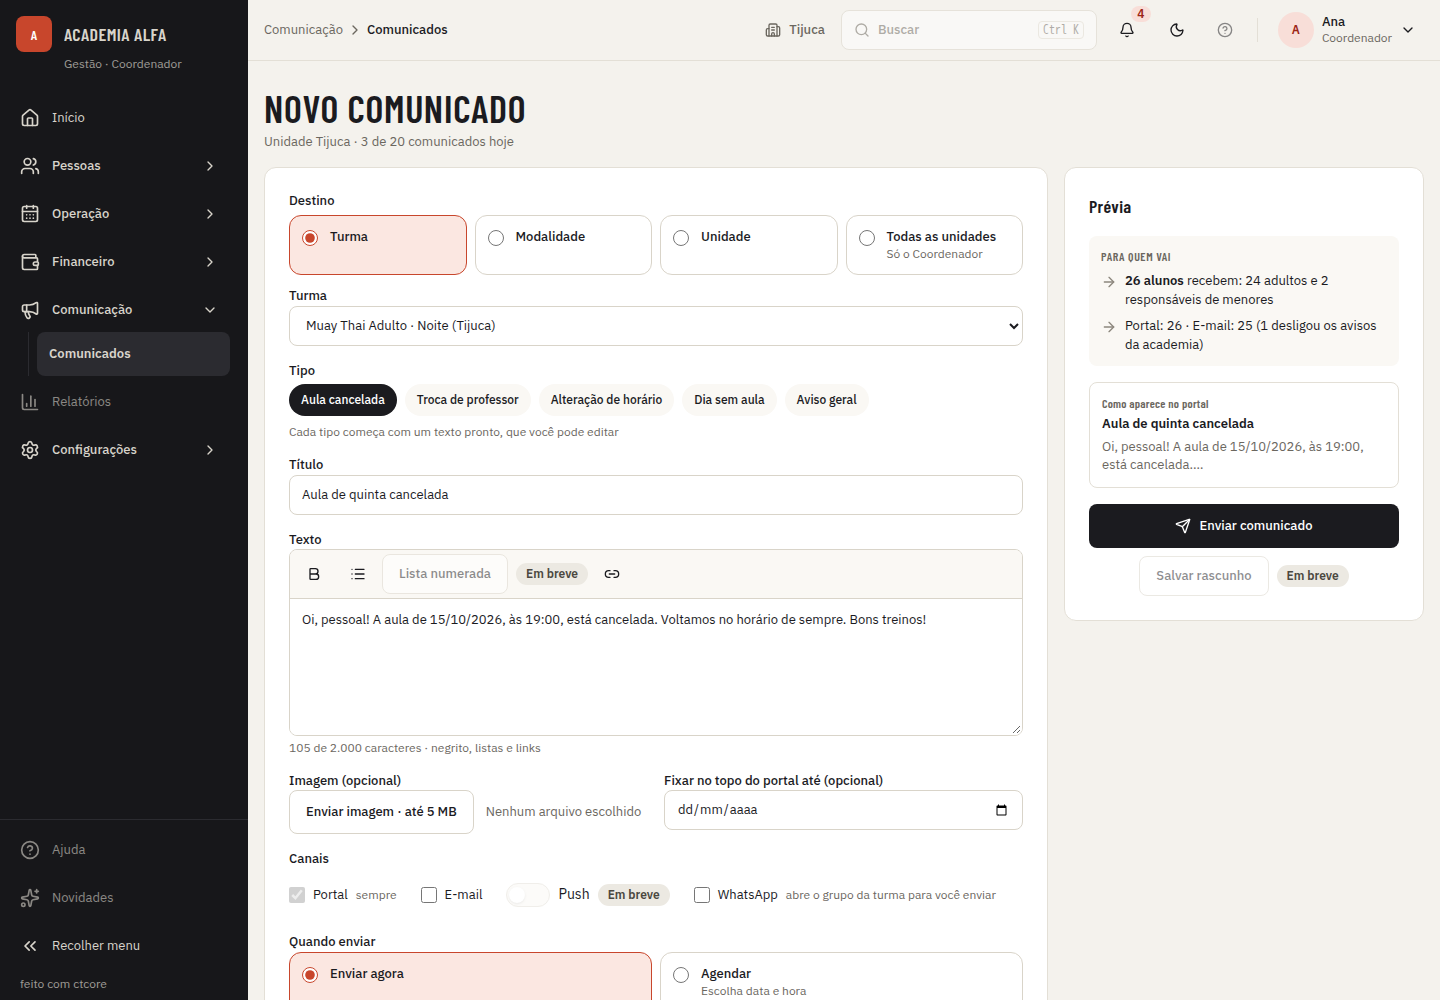 A
ACADEMIA ALFA
Gestão · Coordenador
Início
Pessoas
Operação
Financeiro
Comunicação
Comunicados
Relatórios
Configurações
Ajuda
Novidades
Recolher menu
feito com ctcore
Comunicação > Comunicados
Tijuca
Buscar
Ctrl K
4
A
Ana
Coordenador
NOVO COMUNICADO
Unidade Tijuca · 3 de 20 comunicados hoje
Destino
Turma
Modalidade
Unidade
Todas as unidades
Só o Coordenador
Turma
Muay Thai Adulto · Noite (Tijuca)
Tipo
Aula cancelada
Troca de professor
Alteração de horário
Dia sem aula
Aviso geral
Cada tipo começa com um texto pronto, que você pode editar
Título
Aula de quinta cancelada
Texto
B
Lista numerada
Em breve
Oi, pessoal! A aula de 15/10/2026, às 19:00, está cancelada. Voltamos no horário de sempre. Bons treinos!
105 de 2.000 caracteres · negrito, listas e links
Imagem (opcional)
Enviar imagem · até 5 MB
Nenhum arquivo escolhido
Fixar no topo do portal até (opcional)
dd/mm/aaaa
Canais
Portal sempre
E-mail
Push
Em breve
WhatsApp abre o grupo da turma para você enviar
Quando enviar
Enviar agora
Agendar
Escolha data e hora
Prévia
PARA QUEM VAI
26 alunos recebem: 24 adultos e 2
responsáveis de menores
Portal: 26 · E-mail: 25 (1 desligou os avisos
da academia)
Como aparece no portal
Aula de quinta cancelada
Oi, pessoal! A aula de 15/10/2026, às 19:00,
está cancelada....
Enviar comunicado
Salvar rascunho
Em breve